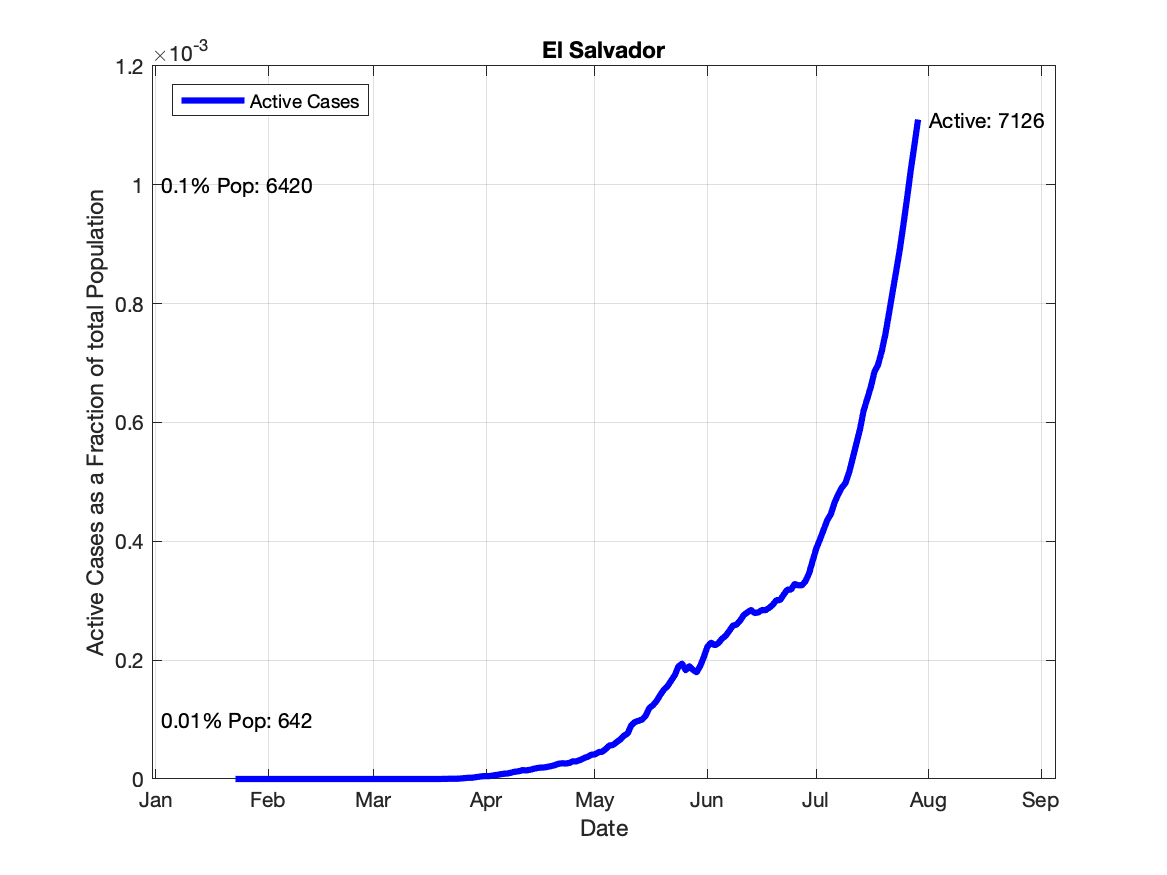 El Salvador
×10-3
1.2
Active Cases
Active: 7126
1
0.1% Pop: 6420
0.8
0.6
0.4
0.2
0.01% Pop: 642
0
Active Cases as a Fraction of total Population
Jan Feb Mar Apr May Jun Jul Aug Sep
Date